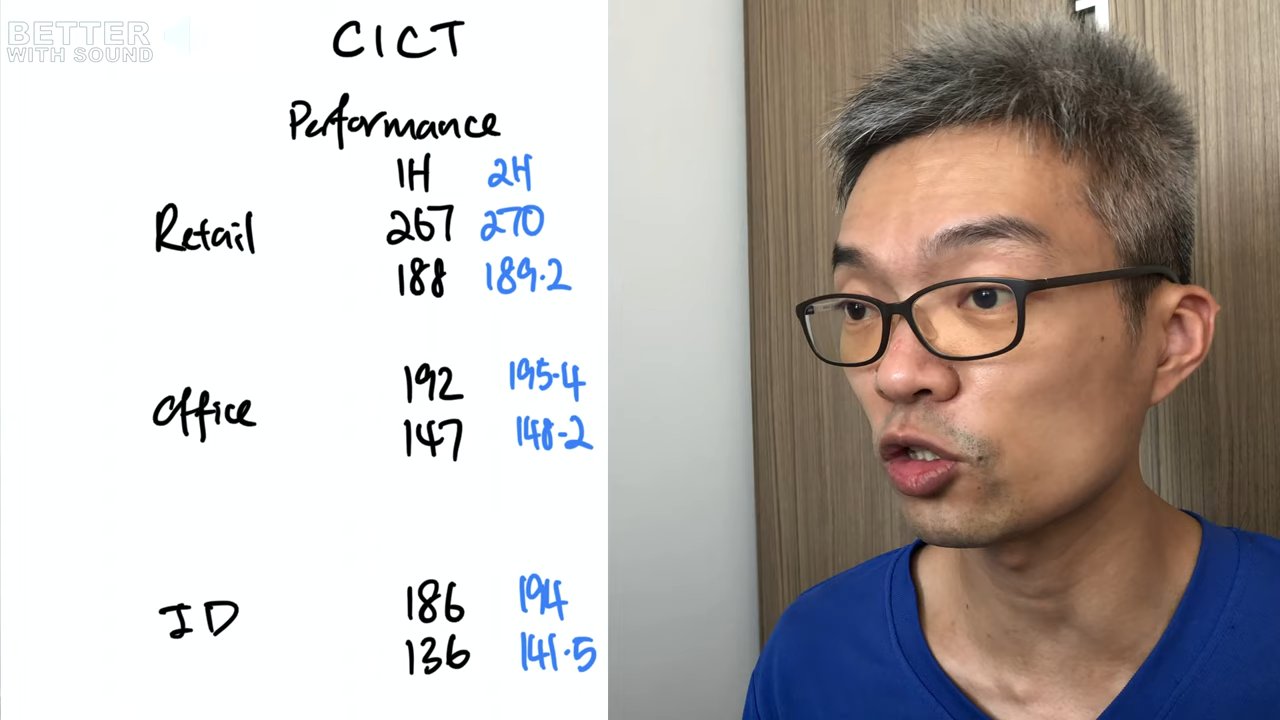 BETTER
WITH SOUND
CICT
Performance
1H 2H
Retail 267 270
188 189.2
Office 192 195.4
147 148.2
ID 186 194
136 141.5